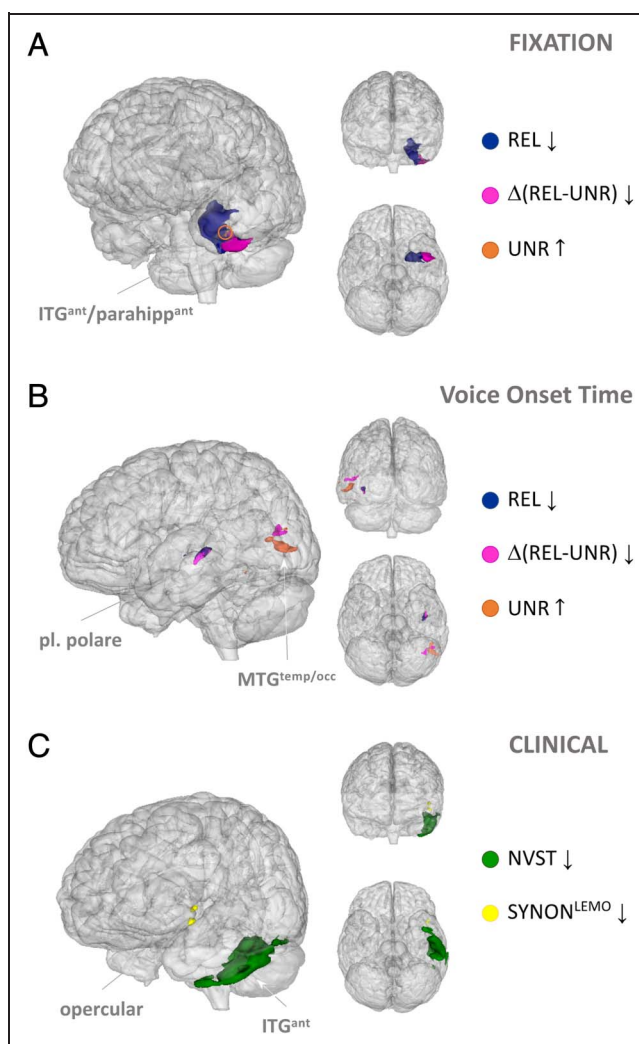 A
FIXATION
REL ↓
Δ(REL-UNR) ↓
UNR ↑
ITGᵃⁿᵗ/parahippᵃⁿᵗ
B
Voice Onset Time
REL ↓
Δ(REL-UNR) ↓
UNR ↑
pl. polare
MTGᵗᵉᵐᵖ/ᵒᶜᶜ
C
CLINICAL
NVST ↓
SYNONᴸᴱᴹᴼ ↓
opercular
ITGᵃⁿᵗ